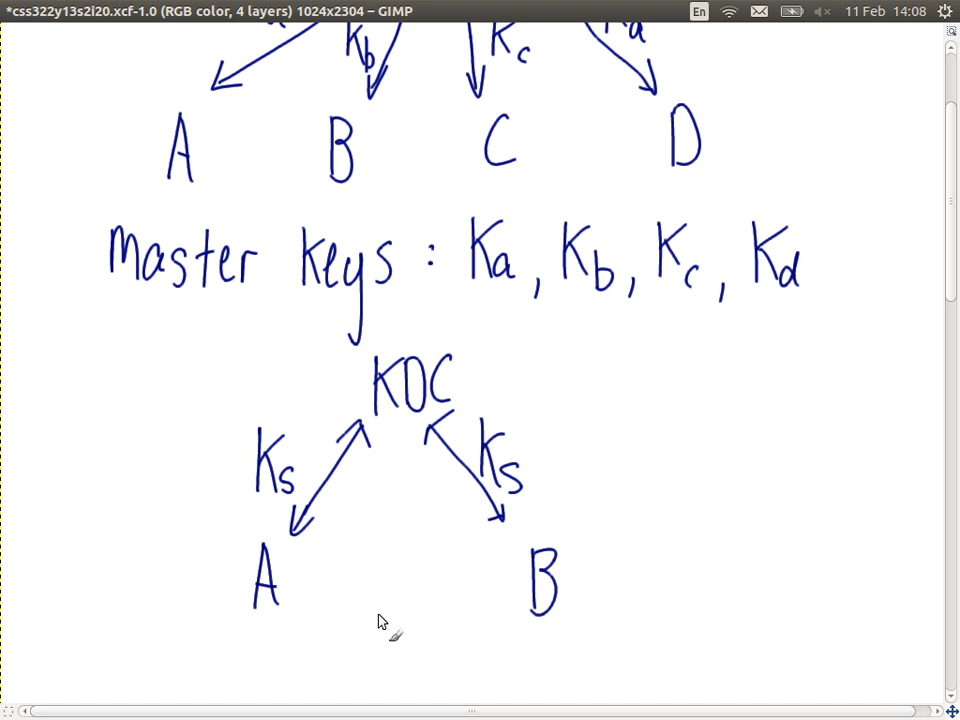 *css322y13s2i20.xcf-1.0 (RGB color, 4 layers) 1024x2304 – GIMP En 11 Feb 14:08
Kb Kc
A B C D
Master Keys : Ka, Kb, Kc, Kd
KDC
Ks Ks
A B